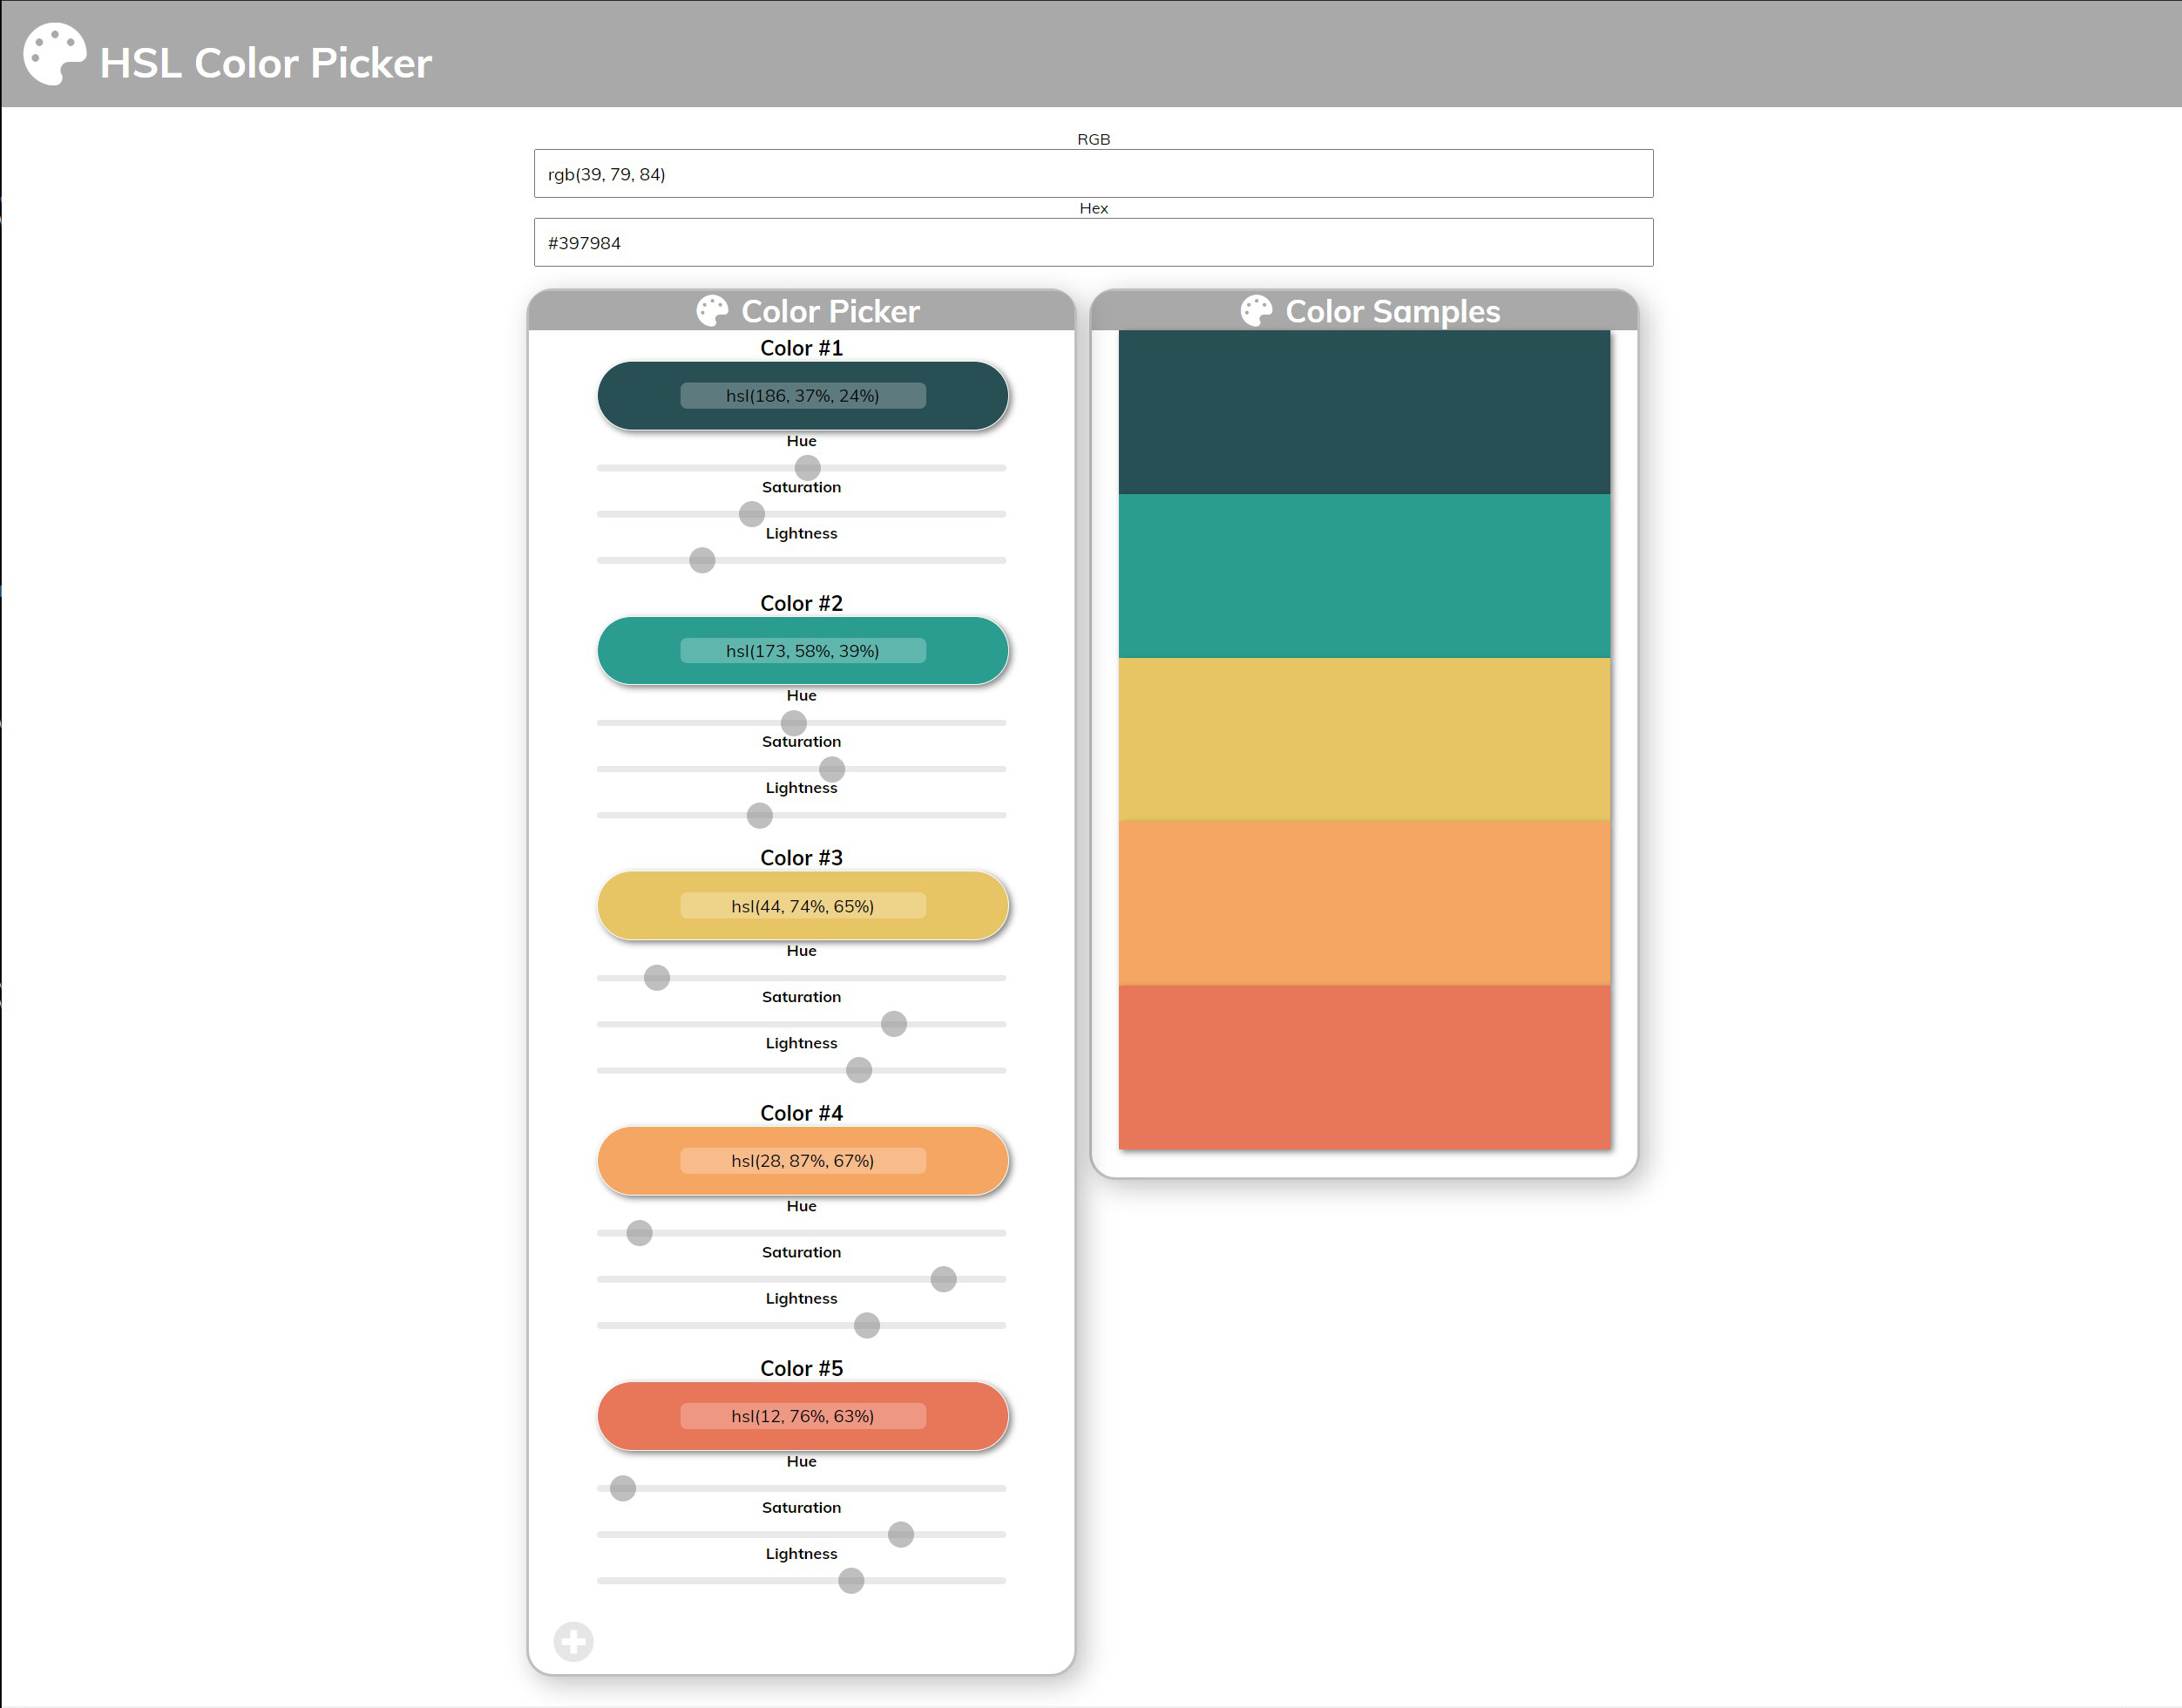 HSL Color Picker
RGB
rgb(39, 79, 84)
Hex
#397984
Color Picker
Color #1
hsl(186, 37%, 24%)
Hue
Saturation
Lightness
Color #2
hsl(173, 58%, 39%)
Hue
Saturation
Lightness
Color #3
hsl(44, 74%, 65%)
Hue
Saturation
Lightness
Color #4
hsl(28, 87%, 67%)
Hue
Saturation
Lightness
Color #5
hsl(12, 76%, 63%)
Hue
Saturation
Lightness
Color Samples